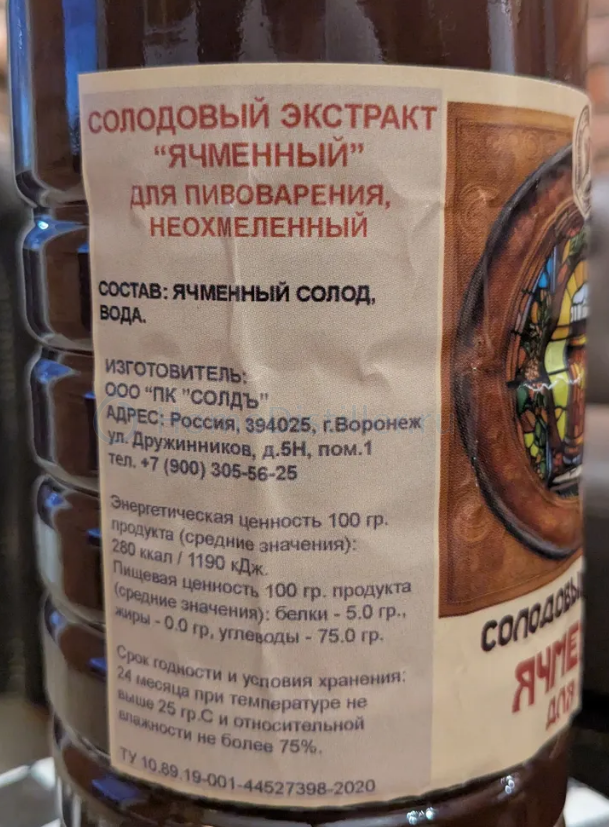 СОЛОДОВЫЙ ЭКСТРАКТ
“ЯЧМЕННЫЙ”
ДЛЯ ПИВОВАРЕНИЯ,
НЕОХМЕЛЕННЫЙ
СОСТАВ: ЯЧМЕННЫЙ СОЛОД,
ВОДА.
ИЗГОТОВИТЕЛЬ:
ООО “ПК ”СОЛДЪ”
АДРЕС: Россия, 394025, г.Воронеж
ул. Дружинников, д.5Н, пом.1
тел. +7 (900) 305-56-25
Энергетическая ценность 100 гр.
продукта (средние значения):
280 ккал / 1190 кДж.
Пищевая ценность 100 гр. продукта
(средние значения): белки - 5.0 гр.,
жиры - 0.0 гр, углеводы - 75.0 гр.
Срок годности и условия хранения:
24 месяца при температуре не
выше 25 гр.С и относительной
влажности не более 75%.
ТУ 10.89.19-001-44527398-2020
СОЛОДОВЫ
ЯЧМЕ
ДЛЯ